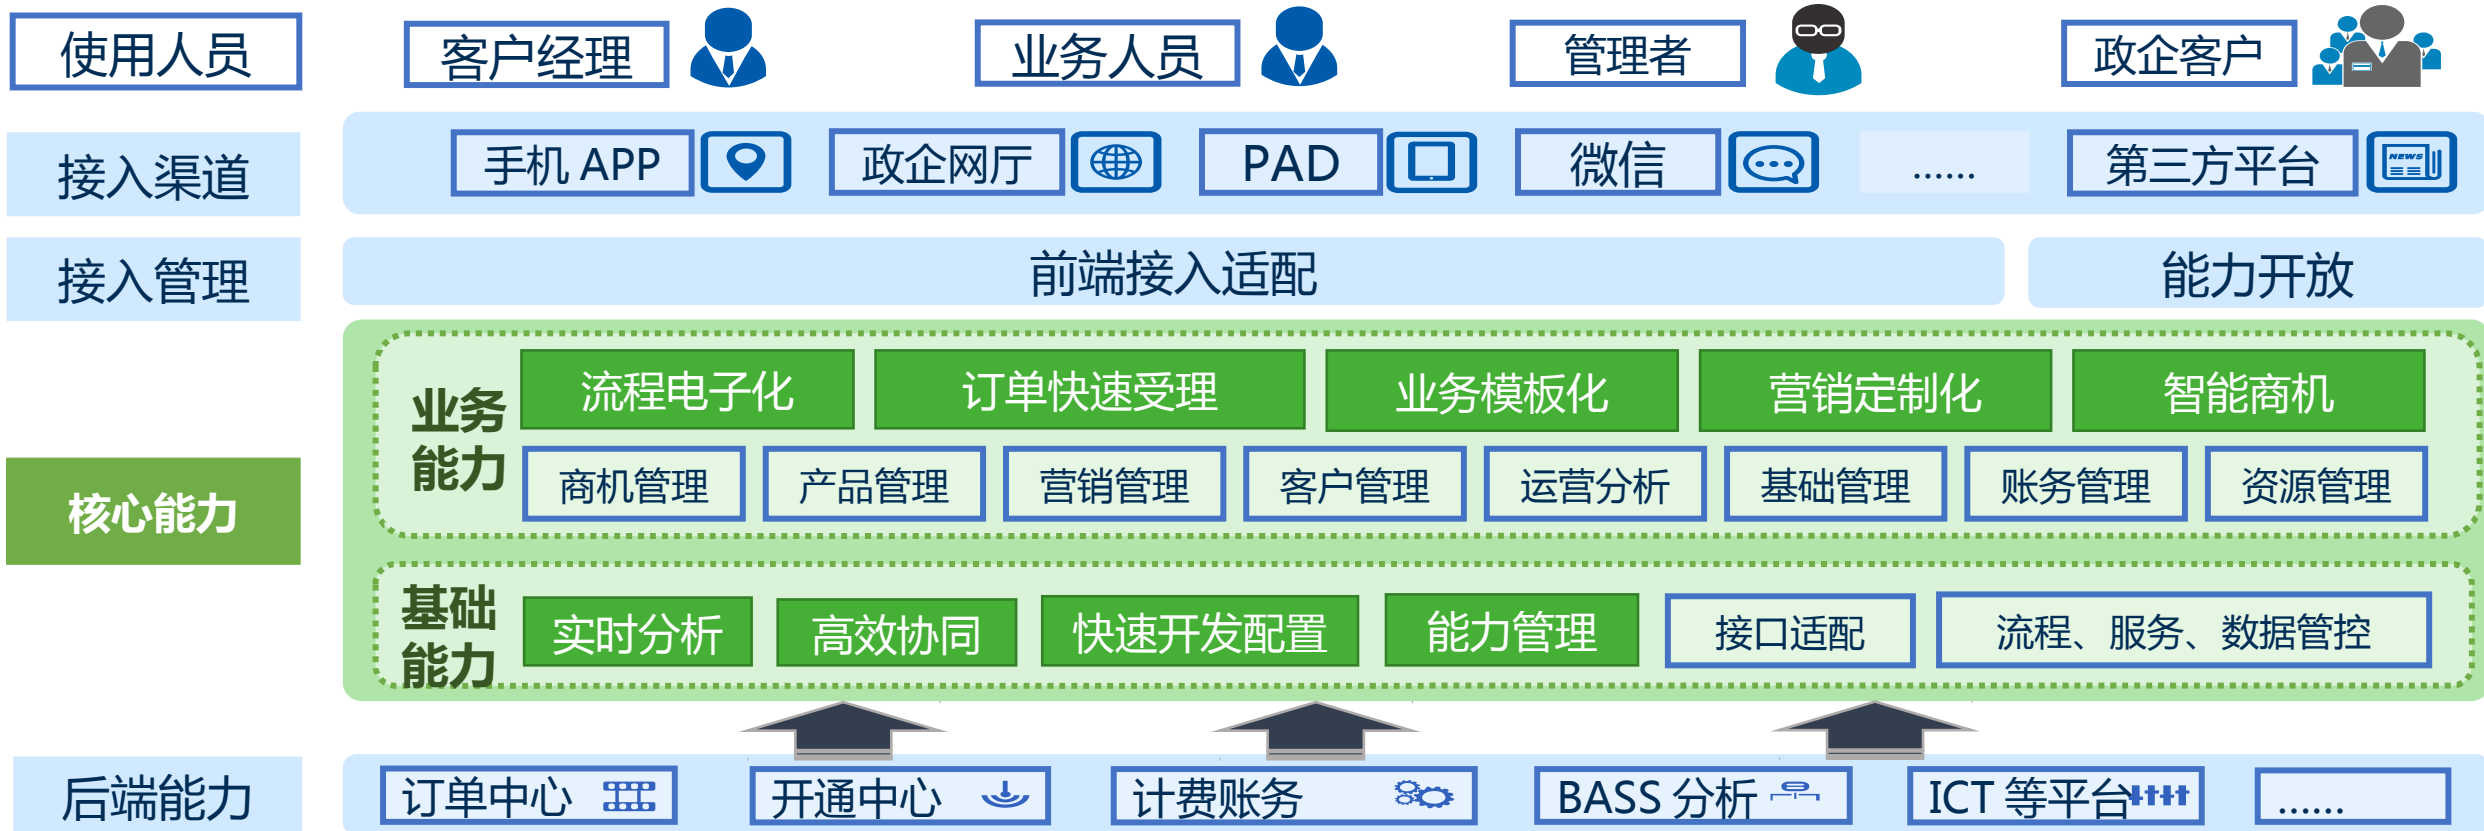 使用人员
客户经理
业务人员
管理者
政企客户
接入渠道
手机 APP
政企网厅
PAD
微信
......
第三方平台
NEWS
接入管理
前端接入适配
能力开放
核心能力
业务
能力
流程电子化
订单快速受理
业务模板化
营销定制化
智能商机
商机管理
产品管理
营销管理
客户管理
运营分析
基础管理
账务管理
资源管理
基础
能力
实时分析
高效协同
快速开发配置
能力管理
接口适配
流程、服务、数据管控
后端能力
订单中心
开通中心
计费账务
BASS 分析
ICT 等平台
......